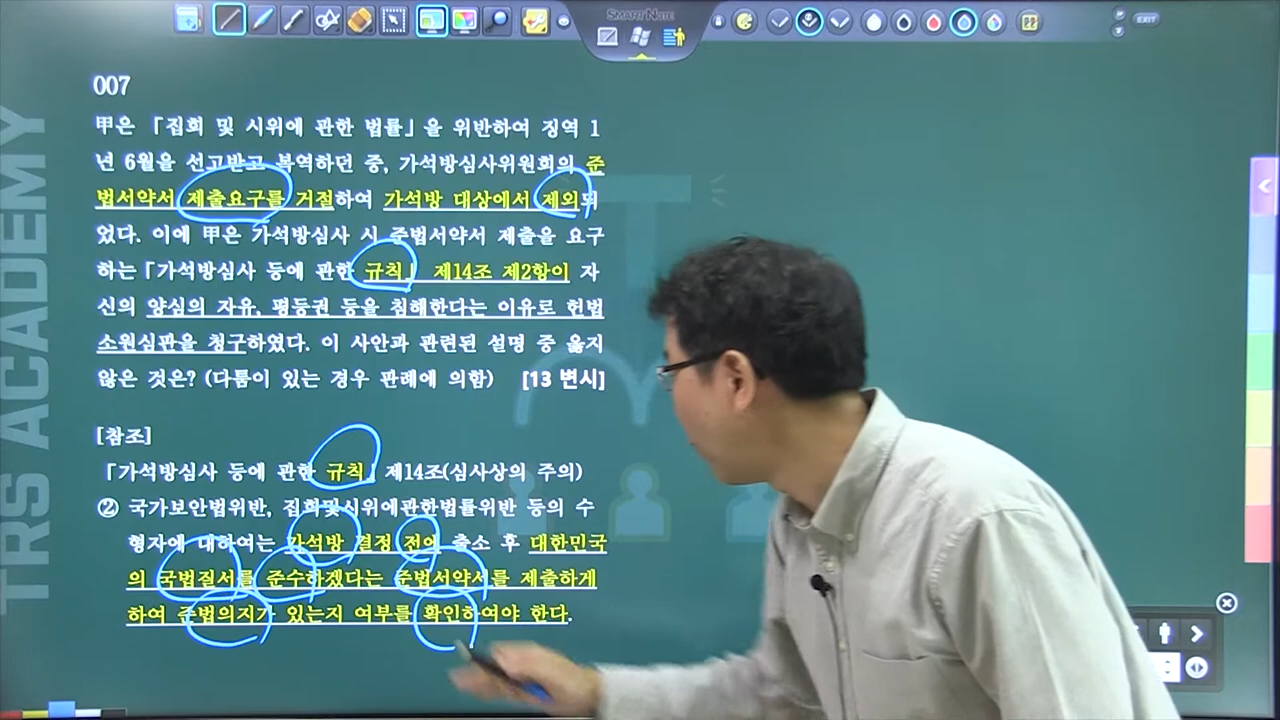 SMART NOTE
EXIT
TRS ACADEMY
007
甲은 「집회 및 시위에 관한 법률」을 위반하여 징역 1
년 6월을 선고받고 복역하던 중, 가석방심사위원회의 준
법서약서 제출요구를 거절하여 가석방 대상에서 제외되
었다. 이에 甲은 가석방심사 시 준법서약서 제출을 요구
하는 「가석방심사 등에 관한 규칙」 제14조 제2항이 자
신의 양심의 자유, 평등권 등을 침해한다는 이유로 헌법
소원심판을 청구하였다. 이 사안과 관련된 설명 중 옳지
않은 것은? (다툼이 있는 경우 판례에 의함) [13 변시]
[참조]
「가석방심사 등에 관한 규칙」 제14조(심사상의 주의)
② 국가보안법위반, 집회및시위에관한법률위반 등의 수
형자에 대하여는 가석방 결정 전에 출소 후 대한민국
의 국법질서를 준수하겠다는 준법서약서를 제출하게
하여 준법의지가 있는지 여부를 확인하여야 한다.